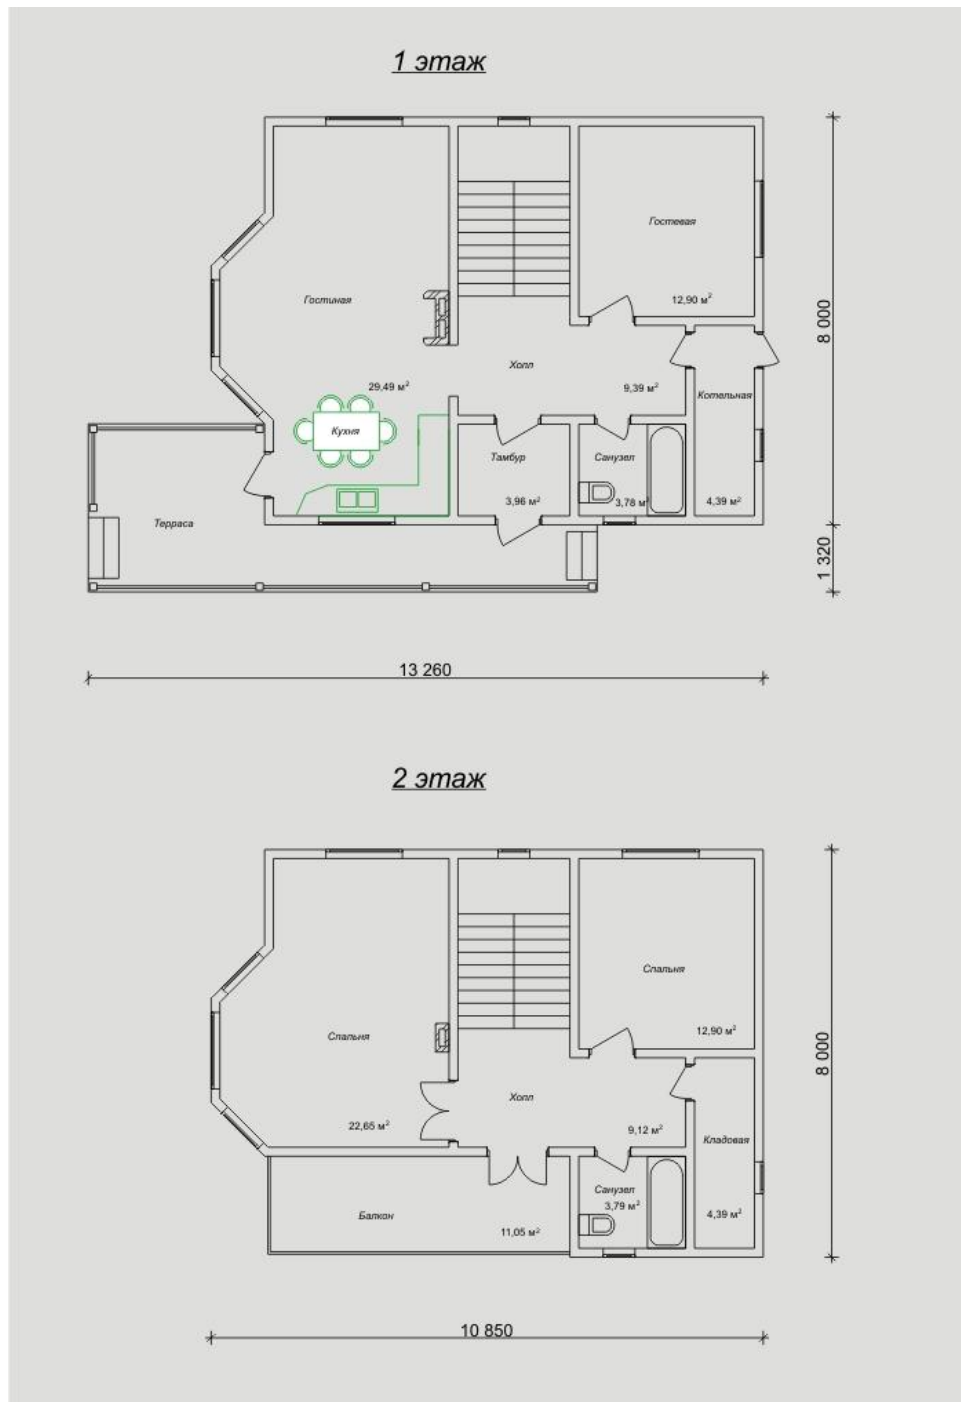 1 этаж
Гостевая
12,90 м²
Гостиная
8 000
Холл
29,49 м²
9,39 м²
Котельная
Кухня
Тамбур
Санузел
3,96 м²
3,78 м²
4,39 м²
Терраса
1 320
13 260
2 этаж
Спальня
12,90 м²
Спальня
8 000
Холл
22,65 м²
9,12 м²
Кладовая
Санузел
3,79 м²
4,39 м²
Балкон
11,05 м²
10 850